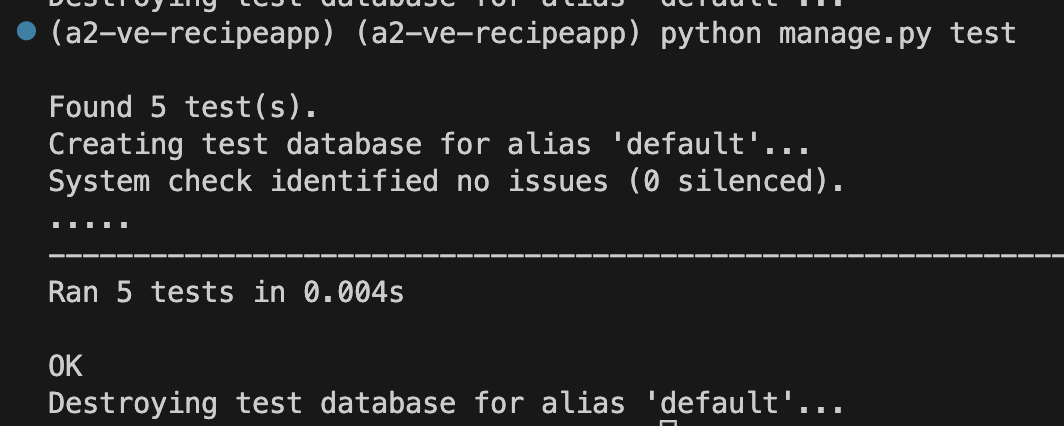 Destroying test database for alias 'default'...
(a2-ve-recipeapp) (a2-ve-recipeapp) python manage.py test
Found 5 test(s).
Creating test database for alias 'default'...
System check identified no issues (0 silenced).
.....
----------------------------------------------------------------------
Ran 5 tests in 0.004s
OK
Destroying test database for alias 'default'...